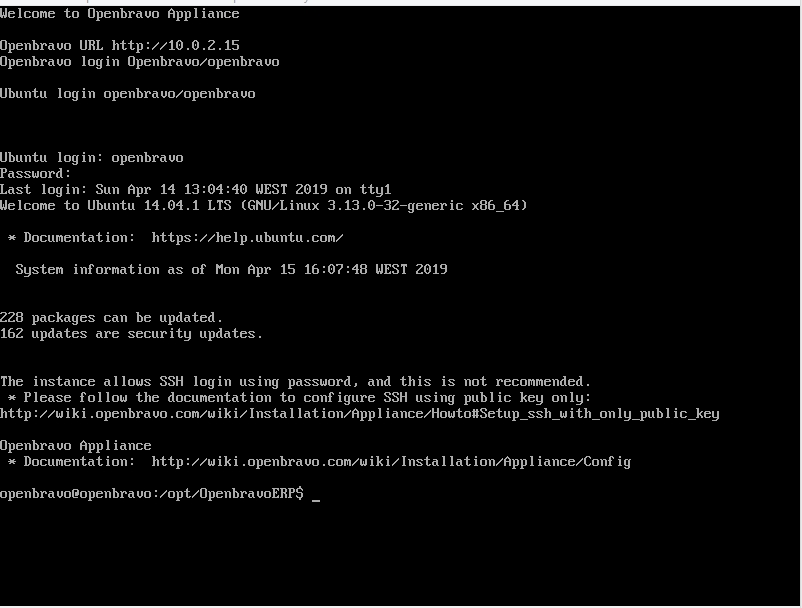 Welcome to Openbravo Appliance
Openbravo URL http://10.0.2.15
Openbravo login Openbravo/openbravo
Ubuntu login openbravo/openbravo
Ubuntu login: openbravo
Password:
Last login: Sun Apr 14 13:04:40 WEST 2019 on tty1
Welcome to Ubuntu 14.04.1 LTS (GNU/Linux 3.13.0-32-generic x86_64)
* Documentation:  https://help.ubuntu.com/
System information as of Mon Apr 15 16:07:48 WEST 2019
228 packages can be updated.
162 updates are security updates.
The instance allows SSH login using password, and this is not recommended.
* Please follow the documentation to configure SSH using public key only:
http://wiki.openbravo.com/wiki/Installation/Appliance/Howto#Setup_ssh_with_only_public_key
Openbravo Appliance
* Documentation:  http://wiki.openbravo.com/wiki/Installation/Appliance/Config
openbravo@openbravo:/opt/OpenbravoERP$ _